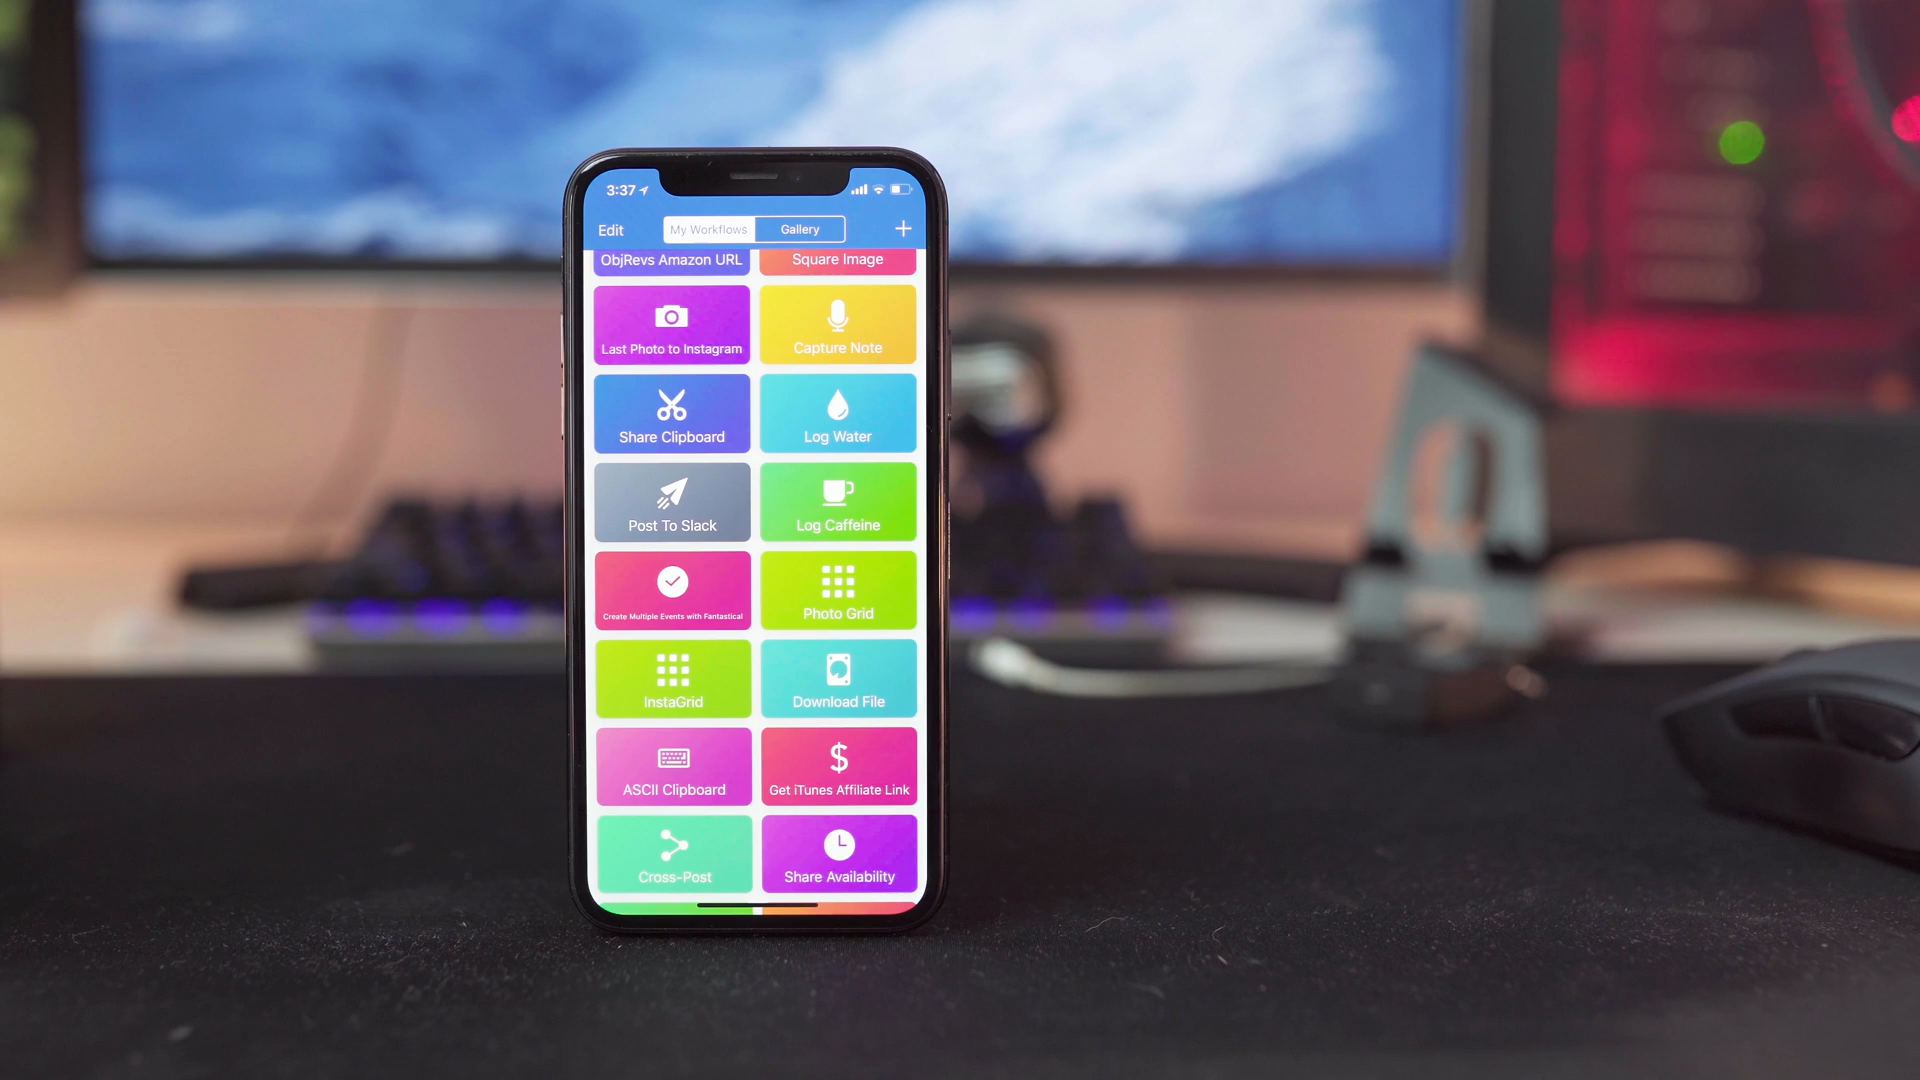 3:37
Edit
My Workflows
Gallery
+
ObjRevs Amazon URL
Square Image
Last Photo to Instagram
Capture Note
Share Clipboard
Log Water
Post To Slack
Log Caffeine
Create Multiple Events with Fantastical
Photo Grid
InstaGrid
Download File
ASCII Clipboard
$
Get iTunes Affiliate Link
Cross-Post
Share Availability